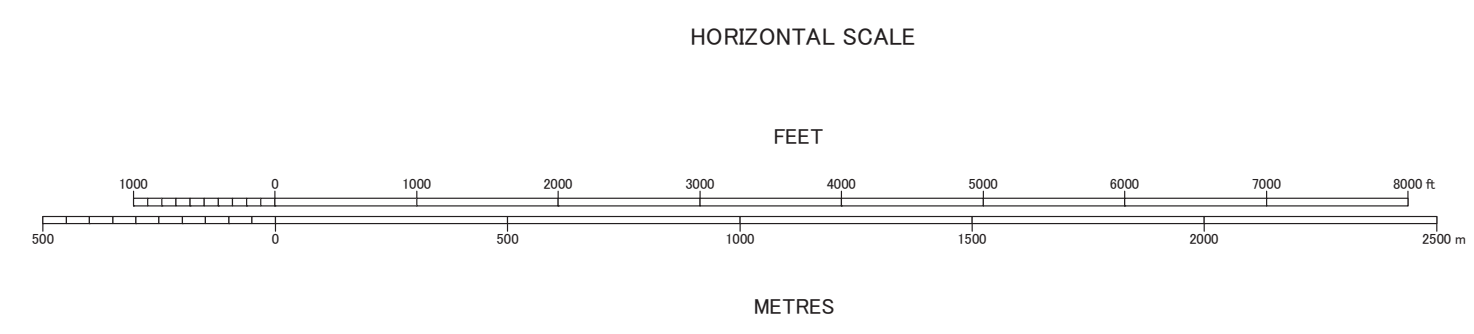 HORIZONTAL SCALE
FEET
1000 0 1000 2000 3000 4000 5000 6000 7000 8000 ft
500 0 500 1000 1500 2000 2500 m
METRES